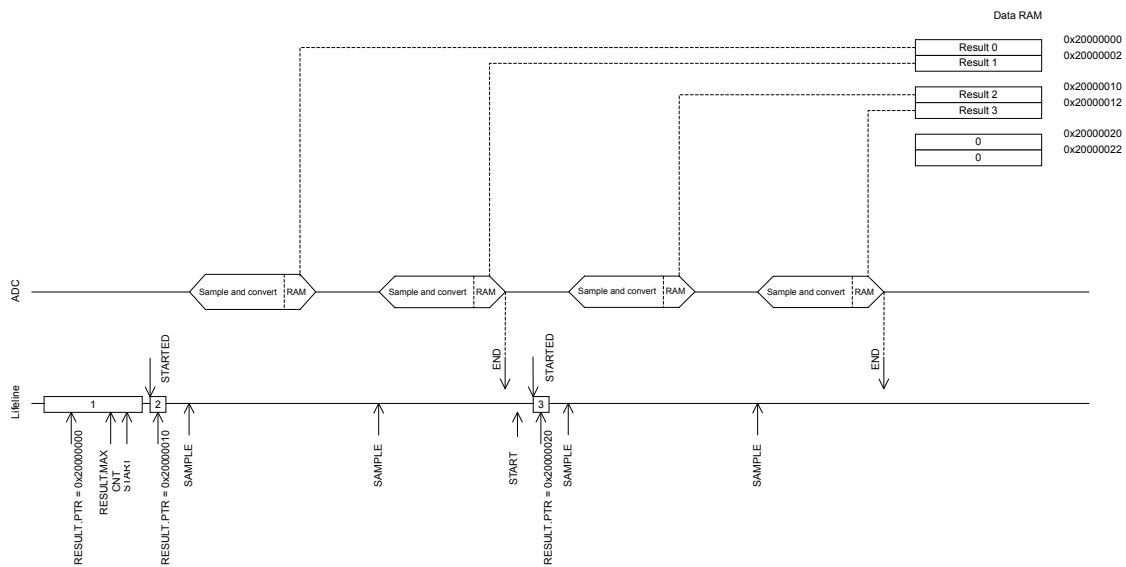 Data RAM
Result 0
0x20000000
Result 1
0x20000002
Result 2
0x20000010
Result 3
0x20000012
0
0x20000020
0
0x20000022
ADC
Sample and convert
RAM
Sample and convert
RAM
Sample and convert
RAM
Sample and convert
RAM
STARTED
END
STARTED
END
Lifeline
1
2
3
RESULT.PTR = 0x20000000
RESULT.MAX
CNT
START
RESULT.PTR = 0x20000010
SAMPLE
SAMPLE
START
RESULT.PTR = 0x20000020
SAMPLE
SAMPLE